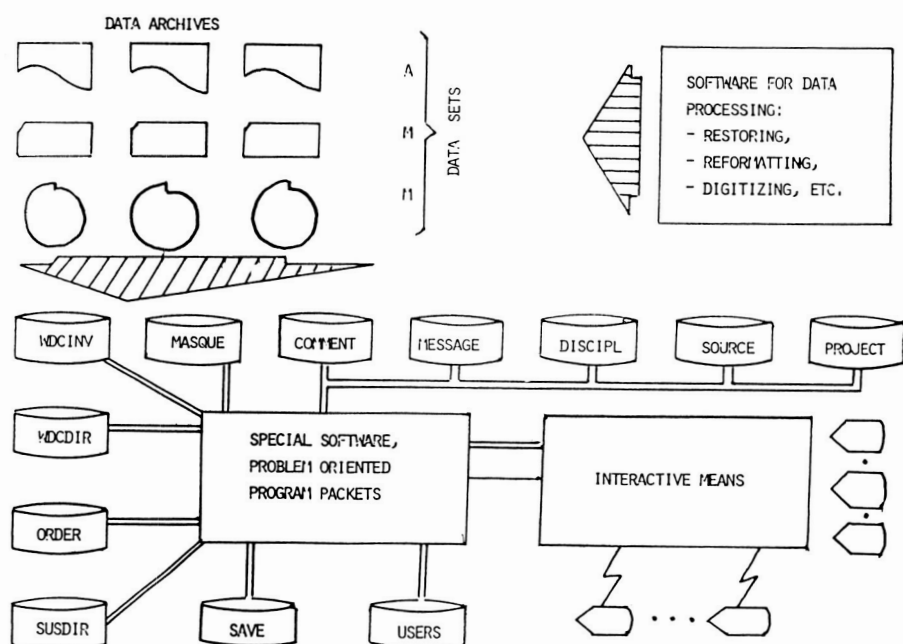 DATA ARCHIVES
A
M
M
DATA SETS
SOFTWARE FOR DATA
PROCESSING:
- RESTORING,
- REFORMATTING,
- DIGITIZING, ETC.
WDCINV
MASQUE
COMMENT
MESSAGE
DISCIPL
SOURCE
PROJECT
WDCDIR
SPECIAL SOFTWARE,
PROBLEM ORIENTED
PROGRAM PACKETS
INTERACTIVE MEANS
ORDER
SUSDIR
SAVE
USERS